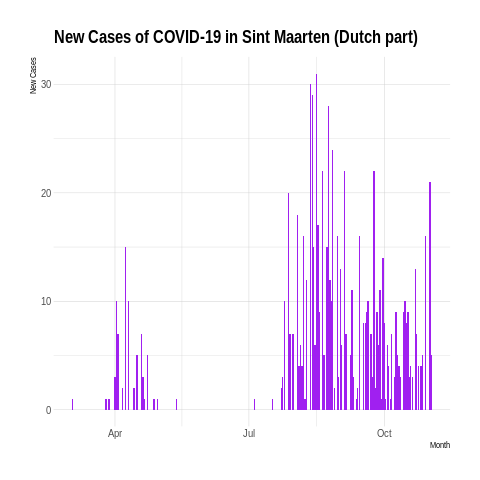 New Cases of COVID-19 in Sint Maarten (Dutch part)
New Cases
30
20
10
0
Apr Jul Oct
Month